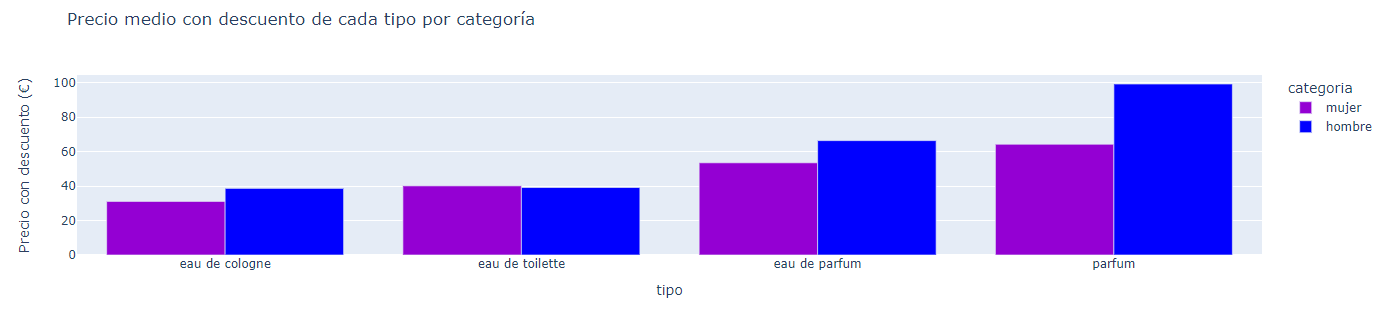 Precio medio con descuento de cada tipo por categoría
Precio con descuento (€)
100
80
60
40
20
0
eau de cologne
eau de toilette
eau de parfum
parfum
tipo
categoria
mujer
hombre